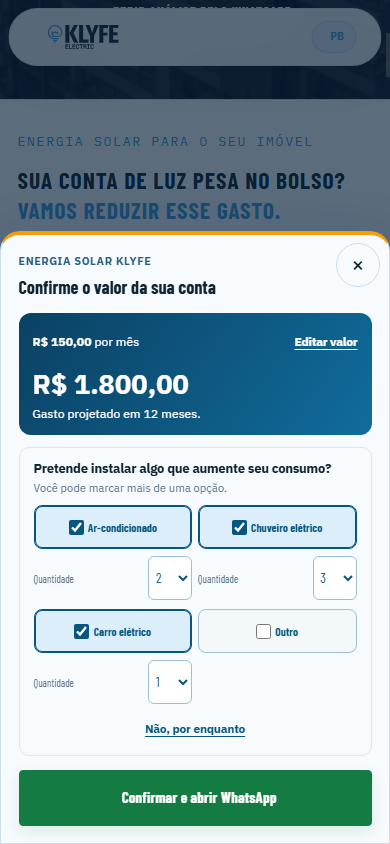 KLYFE
ELECTRIC
PB
ENERGIA SOLAR PARA O SEU IMÓVEL
SUA CONTA DE LUZ PESA NO BOLSO?
VAMOS REDUZIR ESSE GASTO.
ENERGIA SOLAR KLYFE
Confirme o valor da sua conta
×
R$ 150,00 por mês
Editar valor
R$ 1.800,00
Gasto projetado em 12 meses.
Pretende instalar algo que aumente seu consumo?
Você pode marcar mais de uma opção.
Ar-condicionado
Chuveiro elétrico
Quantidade 2
Quantidade 3
Carro elétrico
Outro
Quantidade 1
Não, por enquanto
Confirmar e abrir WhatsApp